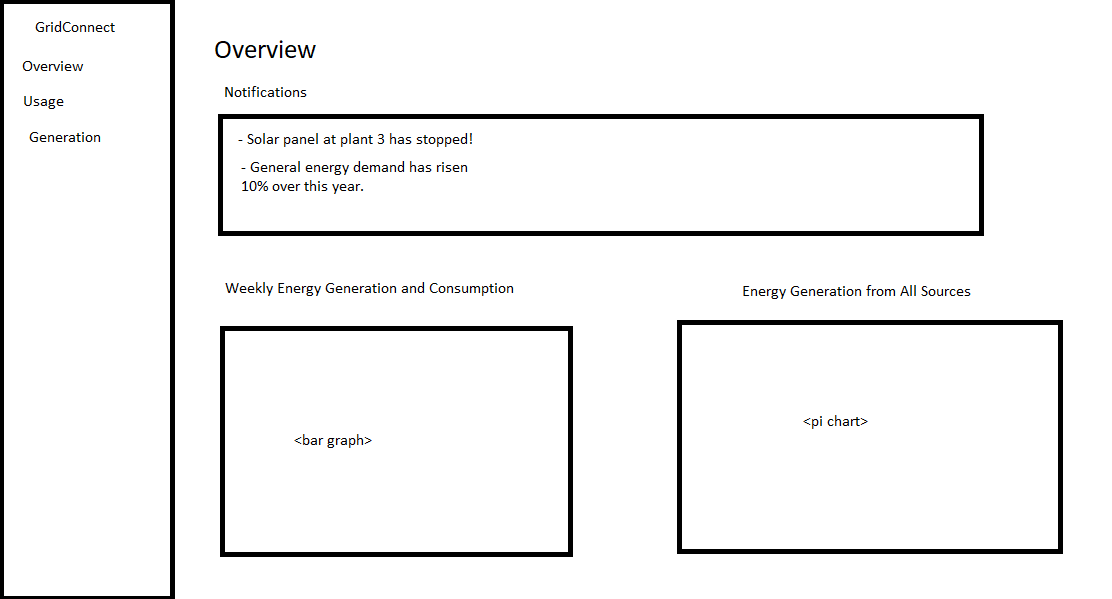 GridConnect
Overview
Usage
Generation
Overview
Notifications
- Solar panel at plant 3 has stopped!
- General energy demand has risen
10% over this year.
Weekly Energy Generation and Consumption
<bar graph>
Energy Generation from All Sources
<pi chart>